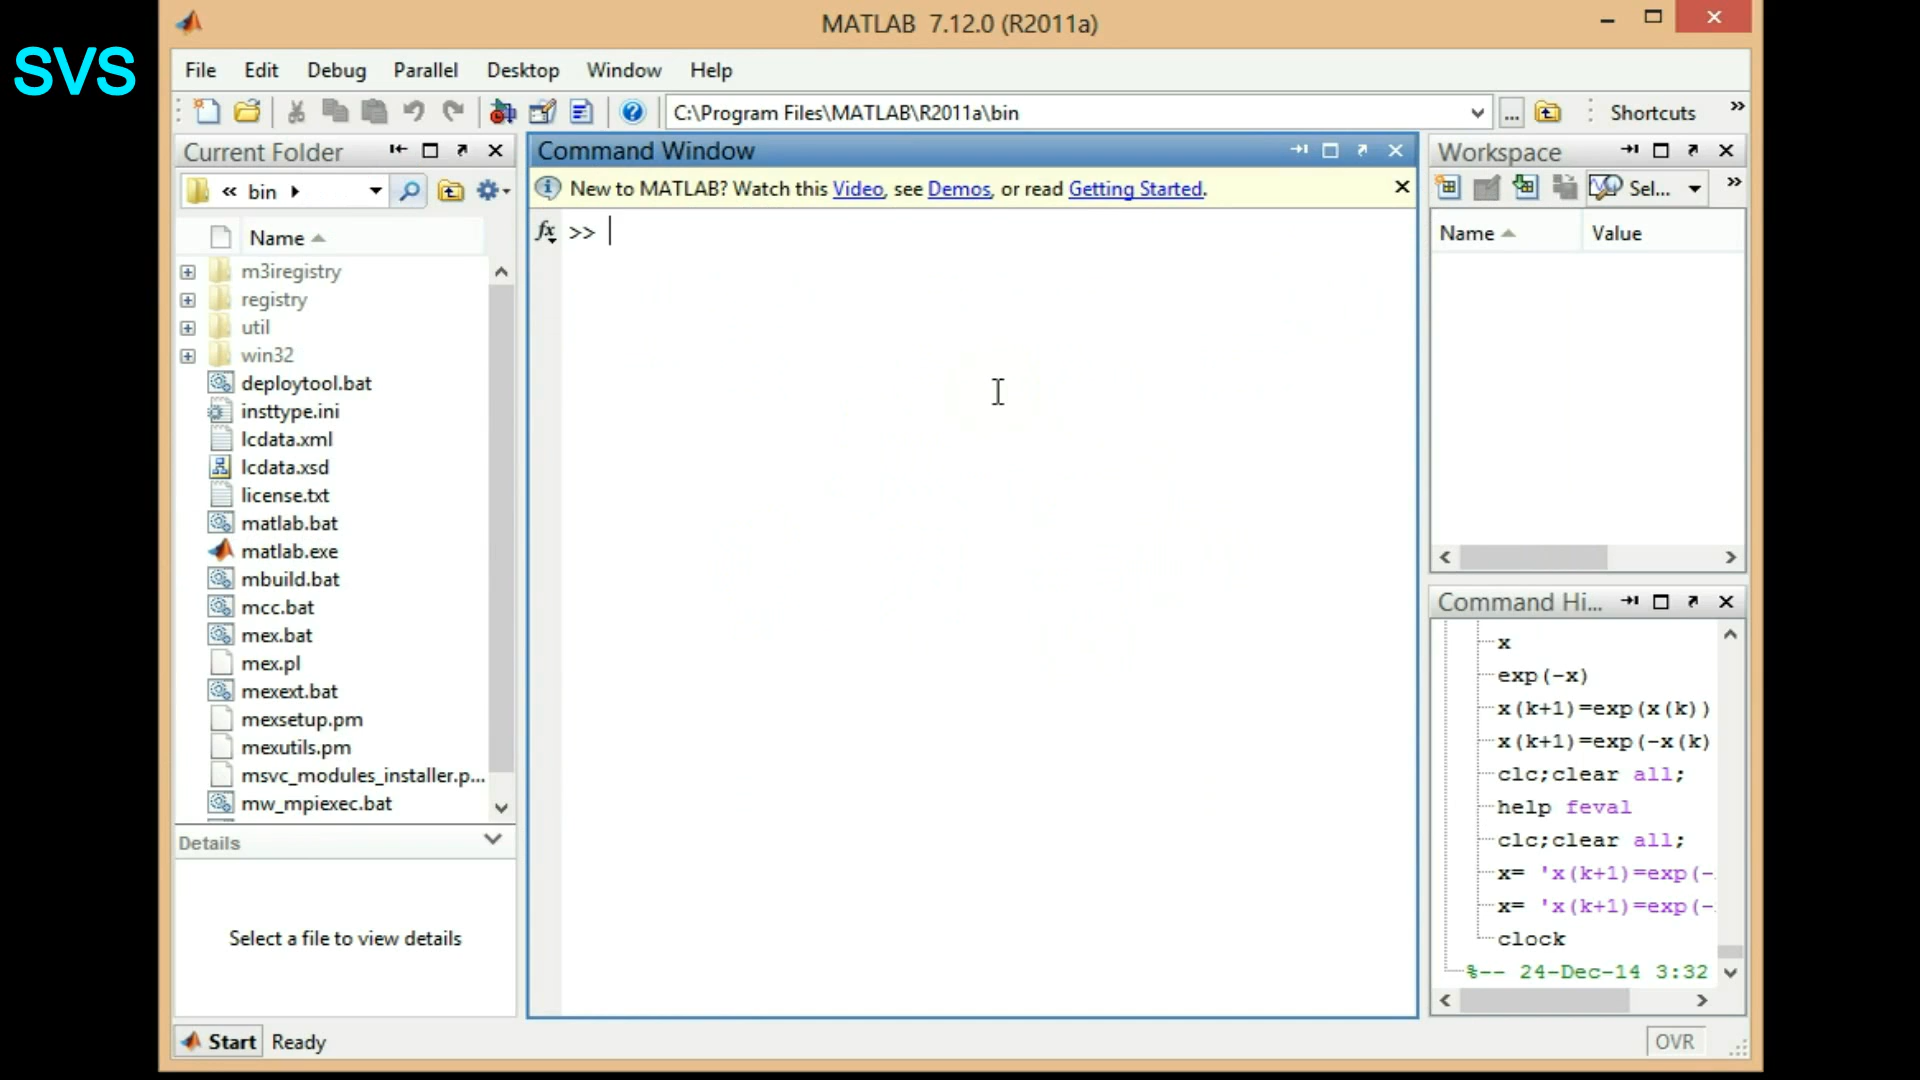 SVS
MATLAB 7.12.0 (R2011a)
File Edit Debug Parallel Desktop Window Help
C:\Program Files\MATLAB\R2011a\bin
...
Shortcuts
»
Current Folder
« bin
Name
m3iregistry
registry
util
win32
deploytool.bat
insttype.ini
lcdata.xml
lcdata.xsd
license.txt
matlab.bat
matlab.exe
mbuild.bat
mcc.bat
mex.bat
mex.pl
mexext.bat
mexsetup.pm
mexutils.pm
msvc_modules_installer.p...
mw_mpiexec.bat
Details
Select a file to view details
Command Window
New to MATLAB? Watch this Video, see Demos, or read Getting Started.
fx >>
Workspace
Sel... »
Name Value
Command Hi...
x
exp(-x)
x(k+1)=exp(x(k))
x(k+1)=exp(-x(k)
clc;clear all;
help feval
clc;clear all;
x= 'x(k+1)=exp(-
x= 'x(k+1)=exp(-
clock
%-- 24-Dec-14 3:32
Start Ready
OVR